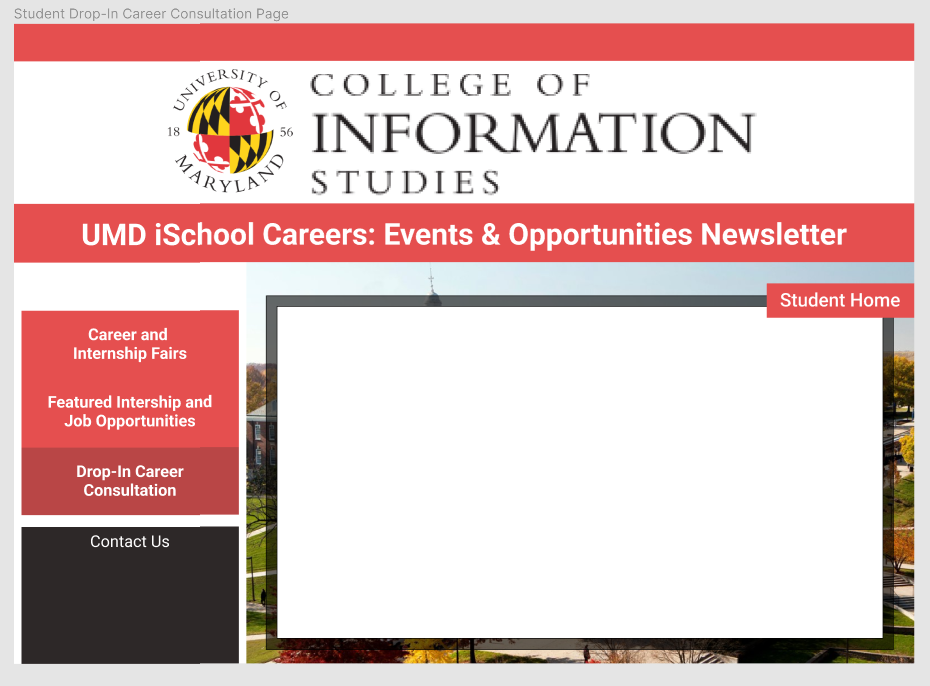 Student Drop-In Career Consultation Page
UNIVERSITY OF
18 56
MARYLAND
COLLEGE OF
INFORMATION
STUDIES
UMD iSchool Careers: Events & Opportunities Newsletter
Student Home
Career and
Internship Fairs
Featured Intership and
Job Opportunities
Drop-In Career
Consultation
Contact Us